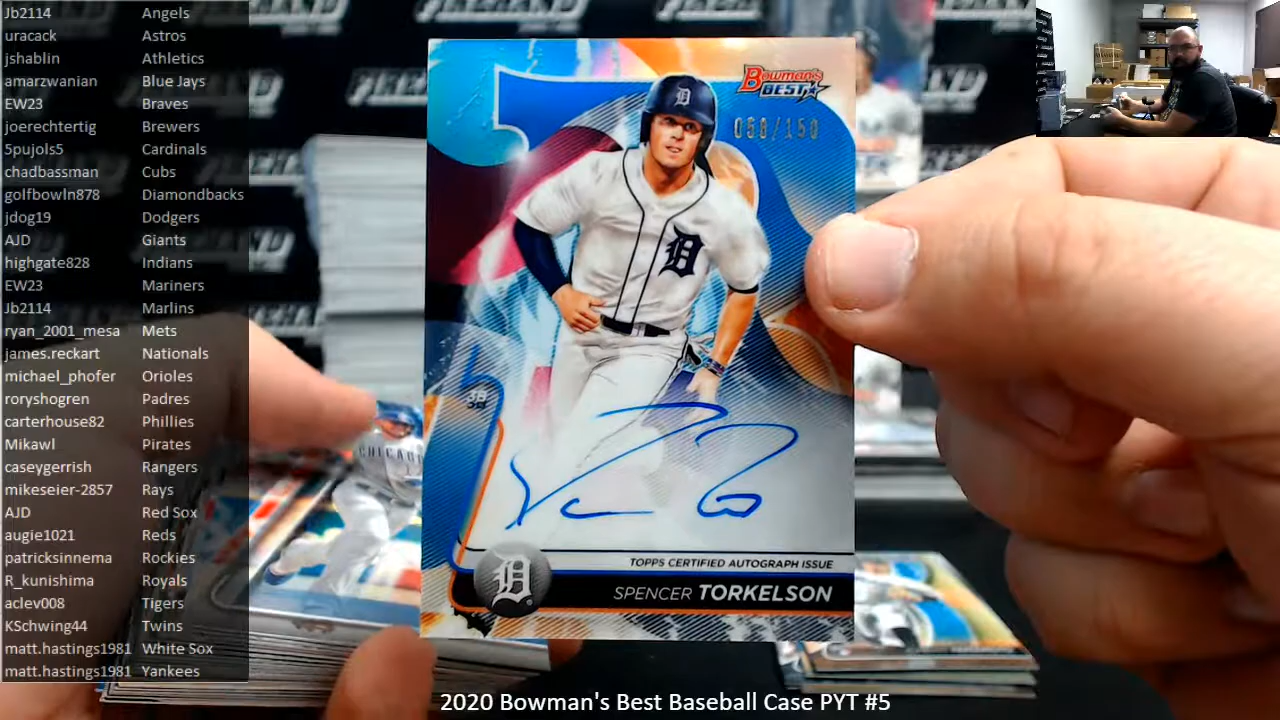 Jb2114 Angels
uracack Astros
jshablin Athletics
amarzwanian Blue Jays
EW23 Braves
joerechtertig Brewers
5pujols5 Cardinals
chadbassman Cubs
golfbowln878 Diamondbacks
jdog19 Dodgers
AJD Giants
highgate828 Indians
EW23 Mariners
Jb2114 Marlins
ryan_2001_mesa Mets
james.reckart Nationals
michael_phofer Orioles
roryshogren Padres
carterhouse82 Phillies
Mikawl Pirates
caseygerrish Rangers
mikeseier-2857 Rays
AJD Red Sox
augie1021 Reds
patricksinnema Rockies
R_kunishima Royals
aclev008 Tigers
KSchwing44 Twins
matt.hastings1981 White Sox
matt.hastings1981 Yankees
Bowman's
BEST
058/150
D
D
3B
TOPPS CERTIFIED AUTOGRAPH ISSUE
D
SPENCER TORKELSON
CHICAGO
2020 Bowman's Best Baseball Case PYT #5